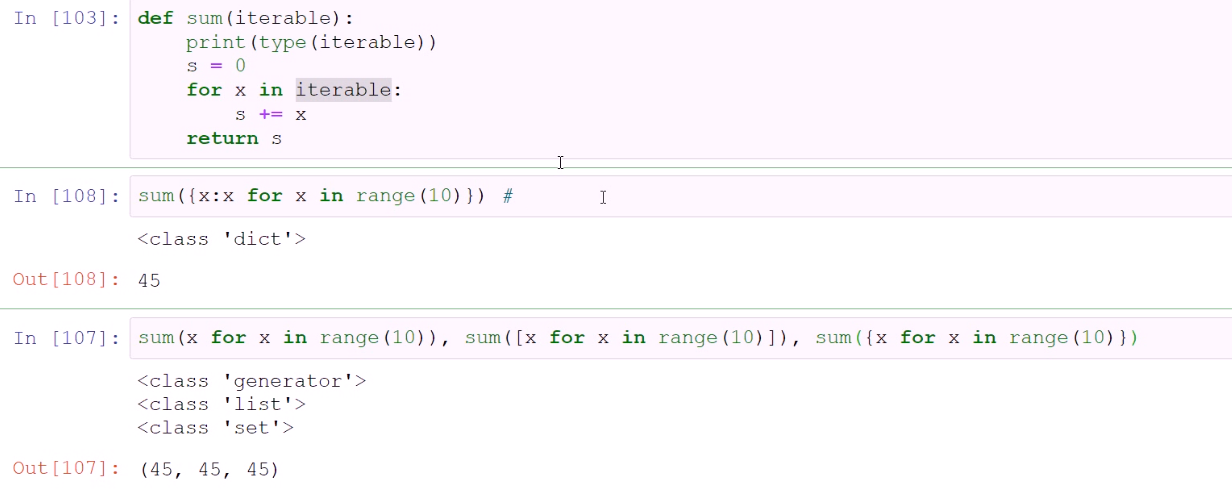 In [103]: def sum(iterable):
    print(type(iterable))
    s = 0
    for x in iterable:
        s += x
    return s
In [108]: sum({x:x for x in range(10)}) #
<class 'dict'>
Out[108]: 45
In [107]: sum(x for x in range(10)), sum([x for x in range(10)]), sum({x for x in range(10)})
<class 'generator'>
<class 'list'>
<class 'set'>
Out[107]: (45, 45, 45)